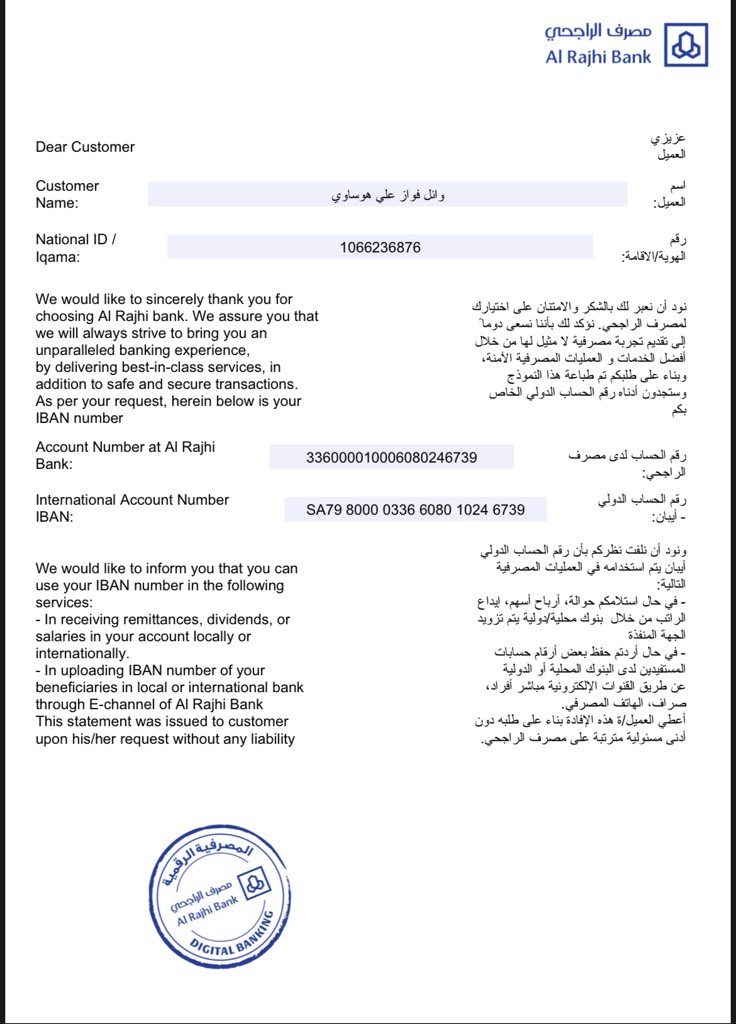 مصرف الراجحي
Al Rajhi Bank
Dear Customer
عزيزي
العميل
Customer
Name:
وائل فواز علي هوساوي
اسم
العميل:
National ID /
Iqama:
1066236876
رقم
الهوية/الاقامة:
We would like to sincerely thank you for
choosing Al Rajhi bank. We assure you that
we will always strive to bring you an
unparalleled banking experience,
by delivering best-in-class services, in
addition to safe and secure transactions.
As per your request, herein below is your
IBAN number
نود أن نعبر لك بالشكر والامتنان على اختيارك
لمصرف الراجحي. نؤكد لك بأننا نسعى دوماً
إلى تقديم تجربة مصرفية لا مثيل لها من خلال
أفضل الخدمات و العمليات المصرفية الآمنة،
وبناء على طلبكم تم طباعة هذا النموذج
وستجدون أدناه رقم الحساب الدولي الخاص
بكم
Account Number at Al Rajhi
Bank:
336000010006080246739
رقم الحساب لدى مصرف
الراجحي:
International Account Number
IBAN:
SA79 8000 0336 6080 1024 6739
رقم الحساب الدولي
- أيبان:
We would like to inform you that you can
use your IBAN number in the following
services:
- In receiving remittances, dividends, or
salaries in your account locally or
internationally.
- In uploading IBAN number of your
beneficiaries in local or international bank
through E-channel of Al Rajhi Bank
This statement was issued to customer
upon his/her request without any liability
ونود أن نلفت نظركم بأن رقم الحساب الدولي
أيبان يتم استخدامه في العمليات المصرفية
التالية:
- في حال استلامكم حوالة، أرباح أسهم، إيداع
الراتب من خلال بنوك محلية/دولية يتم تزويد
الجهة المنفذة
- في حال أردتم حفظ بعض أرقام حسابات
المستفيدين لدى البنوك المحلية أو الدولية
عن طريق القنوات الإلكترونية مباشر أفراد،
صراف، الهاتف المصرفي.
أعطي العميل/ة هذه الإفادة بناء على طلبه دون
أدنى مسئولية مترتبة على مصرف الراجحي.
المصرفية الرقمية
مصرف الراجحي
Al Rajhi Bank
DIGITAL BANKING